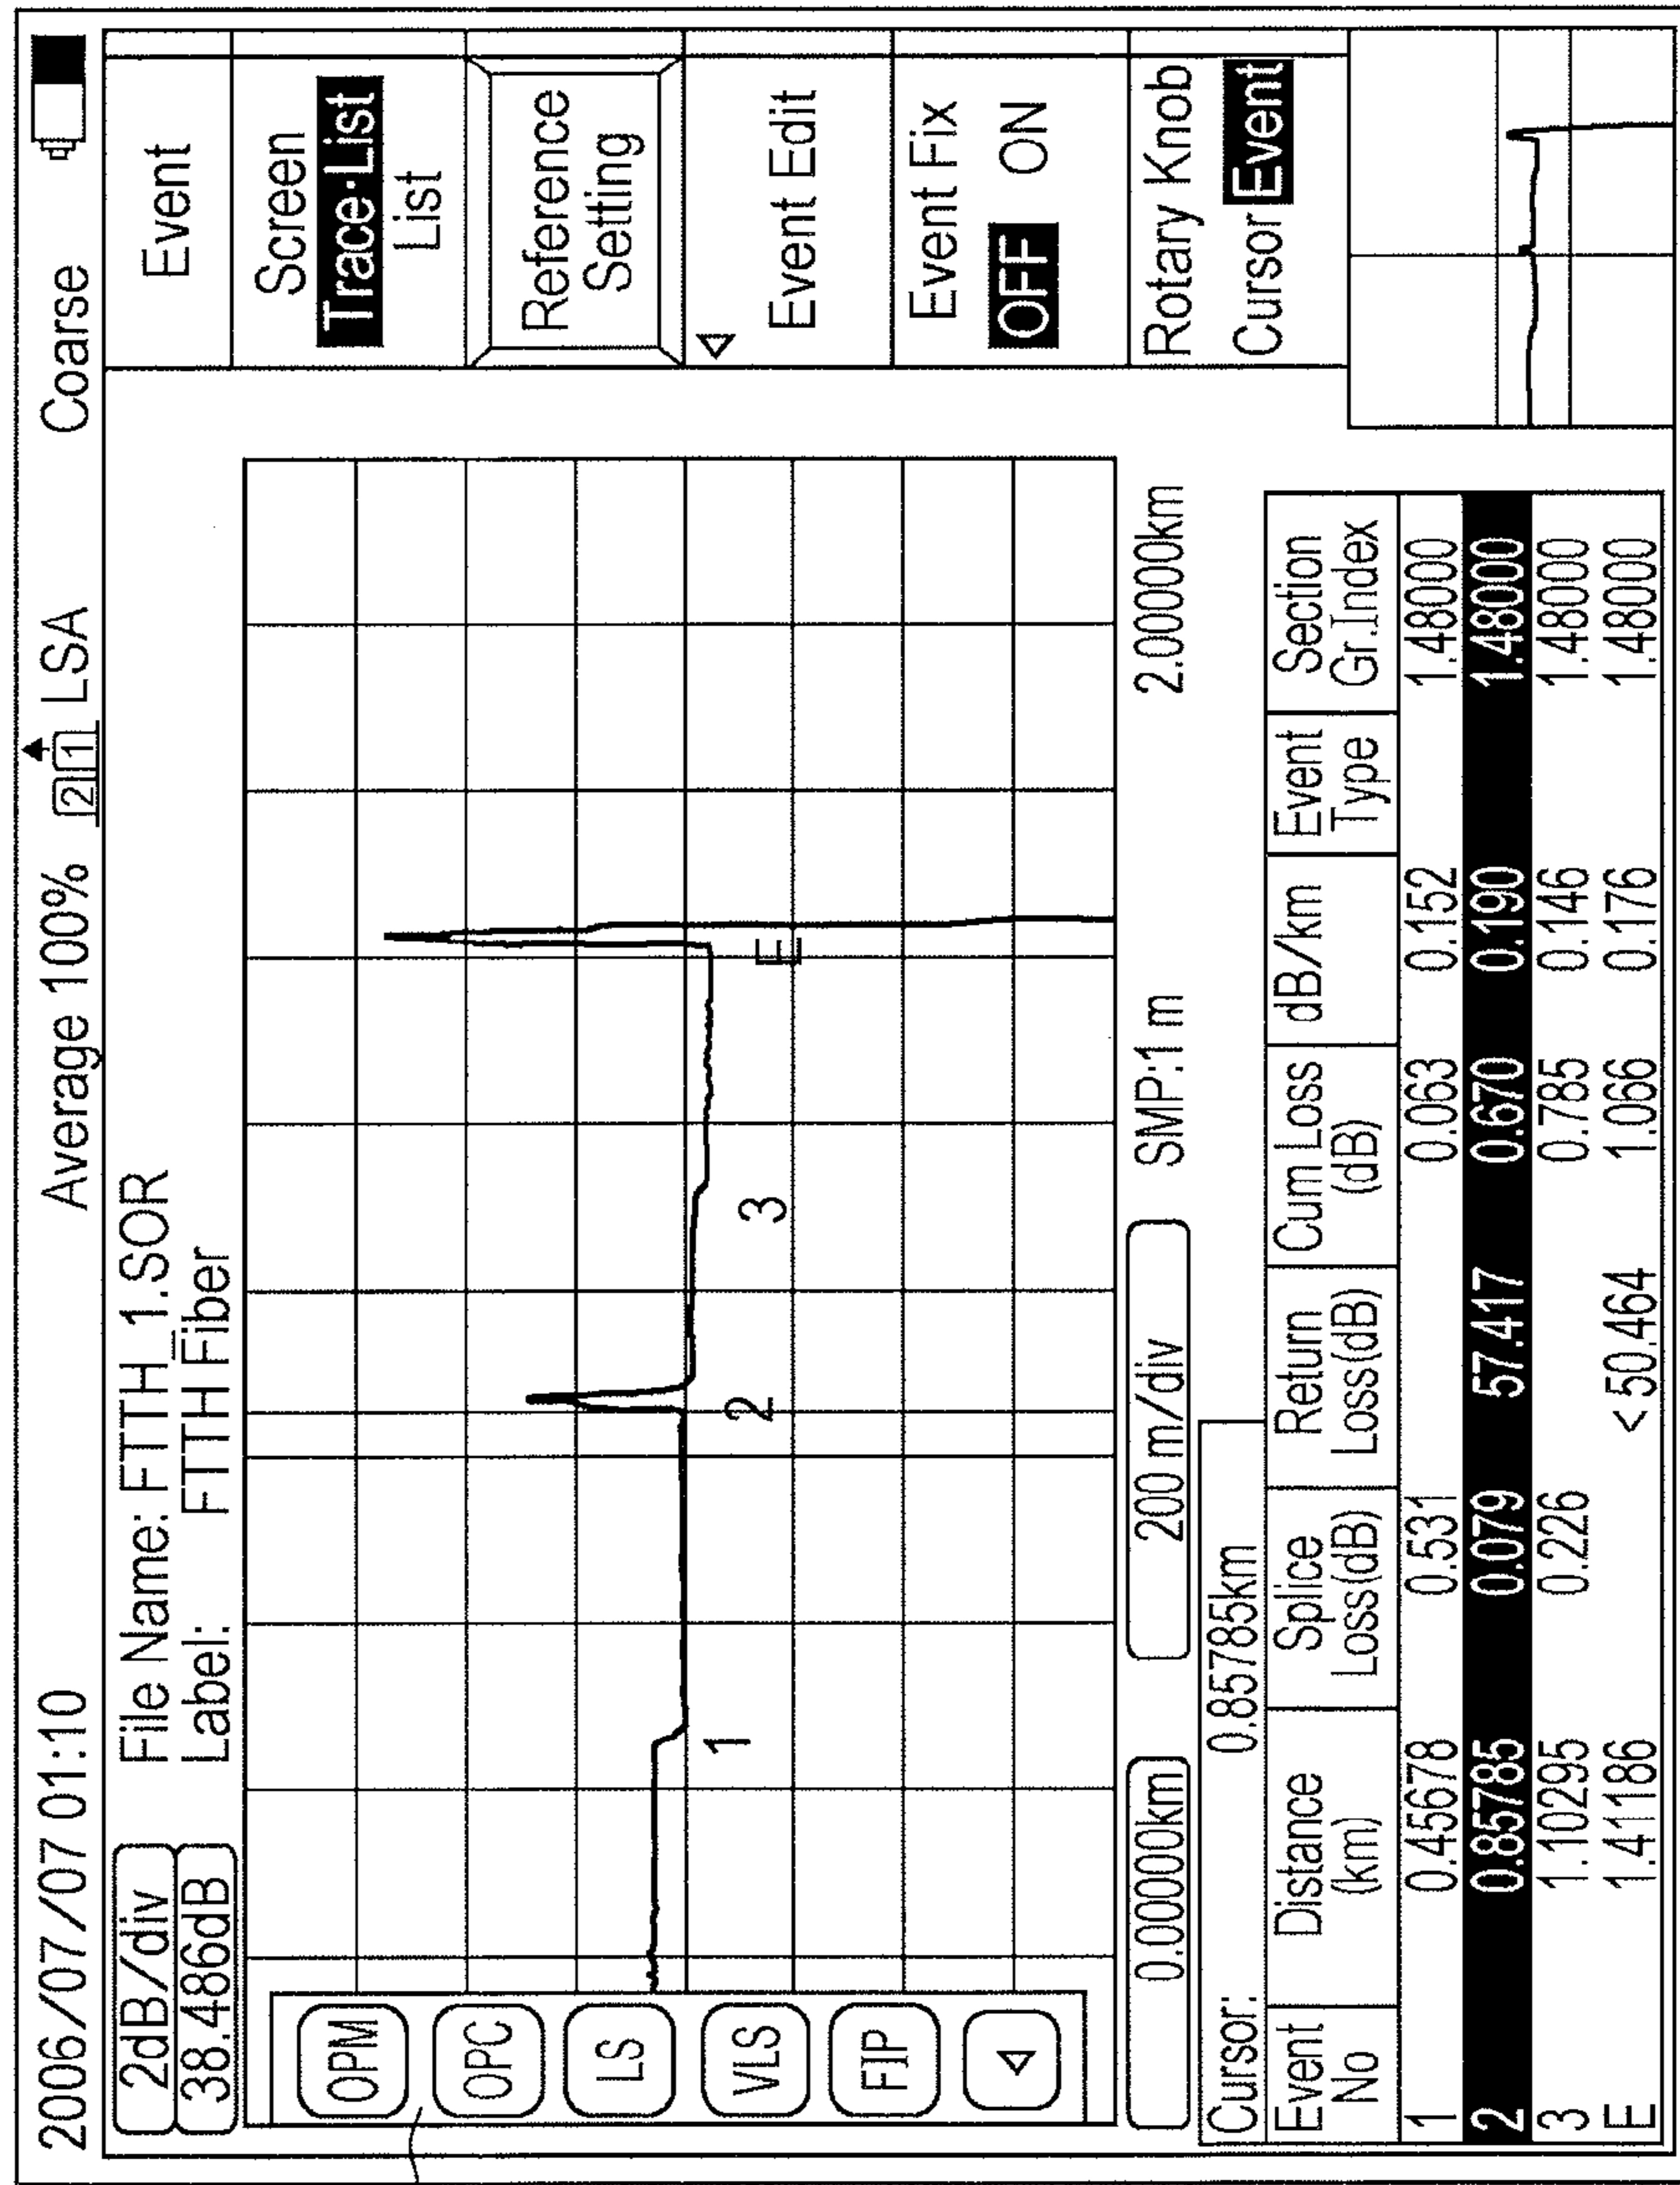 2006/07/07 01:10 Average 100% 2 1 LSA Coarse
2dB/div
38.486dB
File Name: FTTH_1.SOR
Label: FTTH Fiber
OPM
OPC
LS
VLS
FIP
1
2
3
E
0.00000km 200 m/div SMP:1 m 2.00000km
Event
Screen
Trace·List
List
Reference
Setting
Event Edit
Event Fix
OFF ON
Rotary Knob
Cursor Event
Cursor: 0.85785km
Event No Distance (km) Splice Loss(dB) Return Loss(dB) Cum Loss (dB) dB/km Event Type Section Gr.Index
1 0.45678 0.531 0.063 0.152 1.48000
2 0.85785 0.079 57.417 0.670 0.190 1.48000
3 1.10295 0.226 0.785 0.146 1.48000
E 1.41186 <50.464 1.066 0.176 1.48000